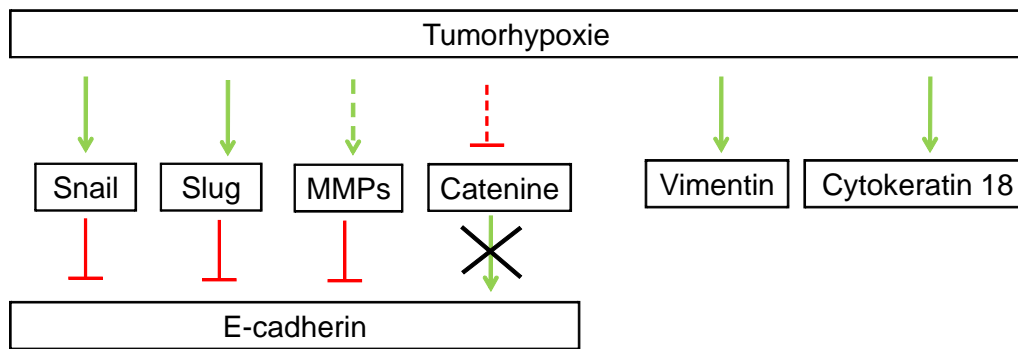 Tumorhypoxie
Snail
Slug
MMPs
Catenine
Vimentin
Cytokeratin 18
E-cadherin